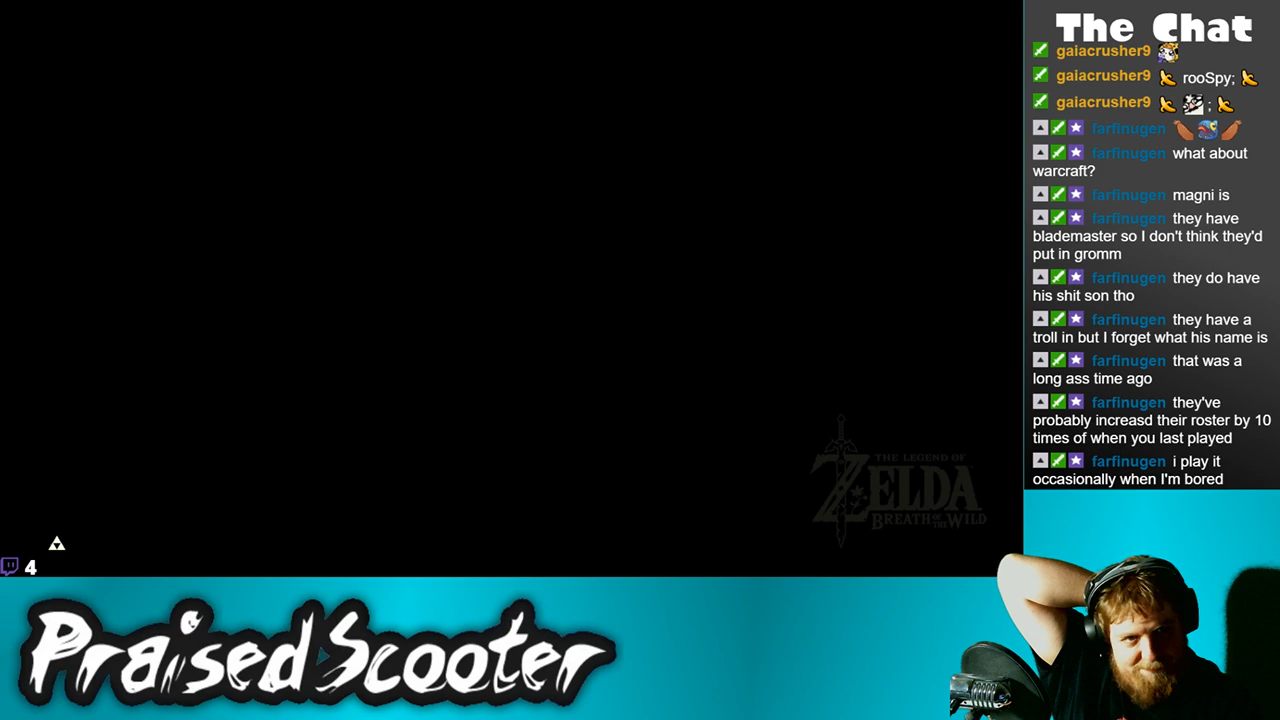 The Chat
gaiacrusher9
gaiacrusher9 rooSpy;
gaiacrusher9 ;
farfinugen
farfinugen what about
warcraft?
farfinugen magni is
farfinugen they have
blademaster so I don't think they'd
put in gromm
farfinugen they do have
his shit son tho
farfinugen they have a
troll in but I forget what his name is
farfinugen that was a
long ass time ago
farfinugen they've
probably increasd their roster by 10
times of when you last played
farfinugen i play it
occasionally when I'm bored
THE LEGEND OF
ZELDA
BREATH OF THE WILD
4
PraisedScooter